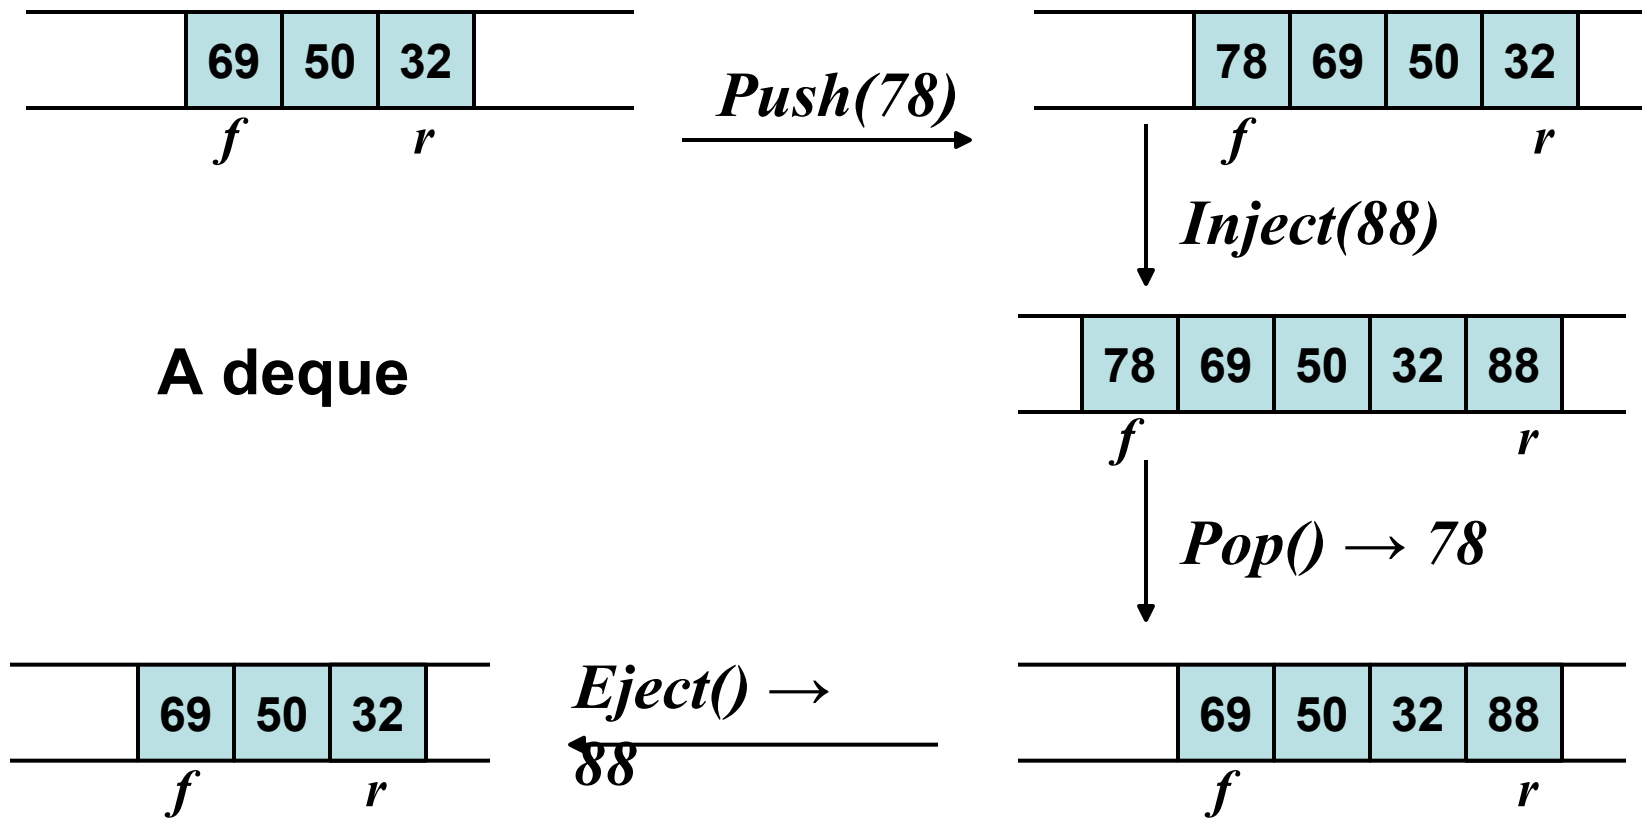 69 50 32
f r
Push(78)
78 69 50 32
f r
Inject(88)
78 69 50 32 88
f r
A deque
Pop() → 78
69 50 32 88
f r
Eject() →
88
69 50 32
f r